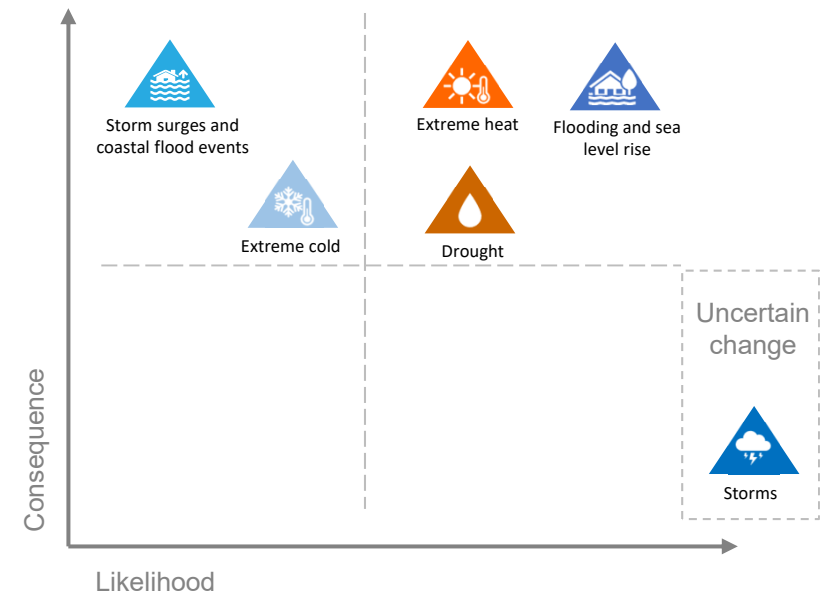 Storm surges and
coastal flood events
Extreme heat
Flooding and sea
level rise
Extreme cold
Drought
Uncertain
change
Storms
Consequence
Likelihood